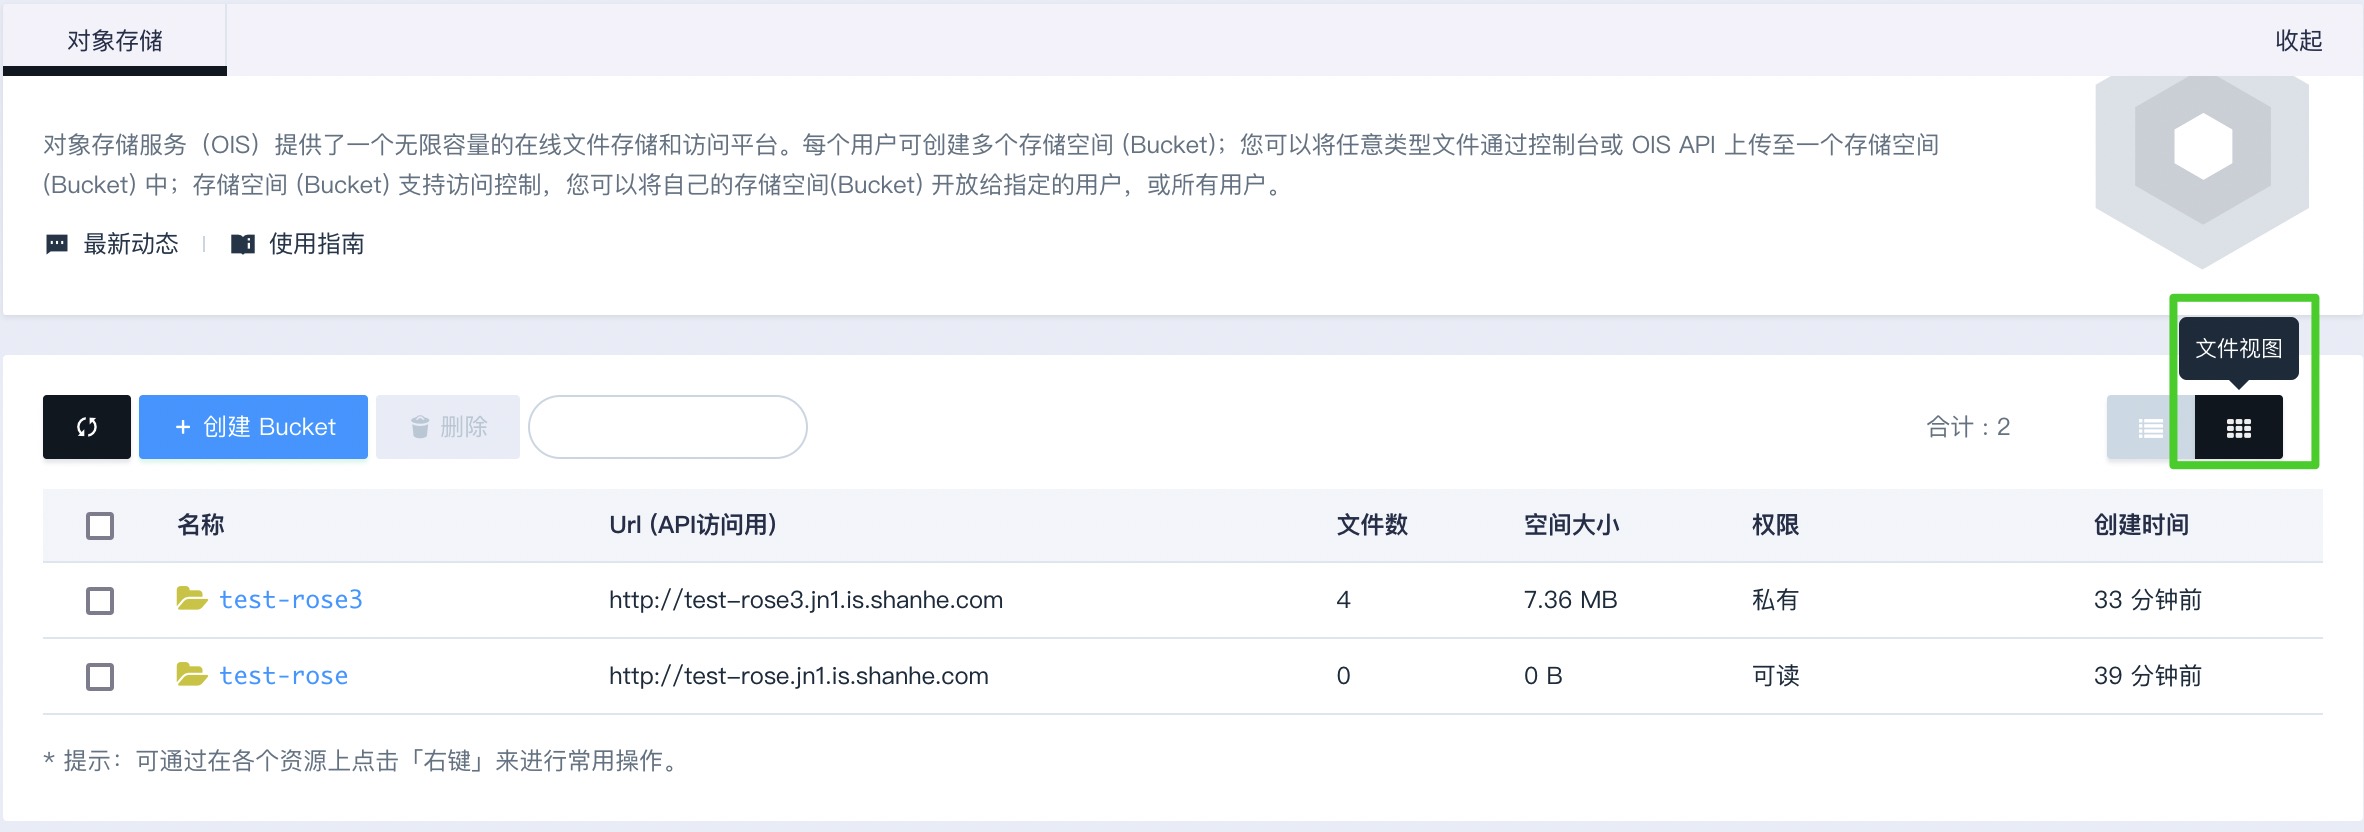 对象存储
收起
对象存储服务（OIS）提供了一个无限容量的在线文件存储和访问平台。每个用户可创建多个存储空间 (Bucket)；您可以将任意类型文件通过控制台或 OIS API 上传至一个存储空间
(Bucket) 中；存储空间 (Bucket) 支持访问控制，您可以将自己的存储空间(Bucket) 开放给指定的用户，或所有用户。
最新动态 使用指南
文件视图
+ 创建 Bucket 删除 合计：2
名称 Url (API访问用) 文件数 空间大小 权限 创建时间
test-rose3 http://test-rose3.jn1.is.shanhe.com 4 7.36 MB 私有 33 分钟前
test-rose http://test-rose.jn1.is.shanhe.com 0 0 B 可读 39 分钟前
* 提示：可通过在各个资源上点击「右键」来进行常用操作。